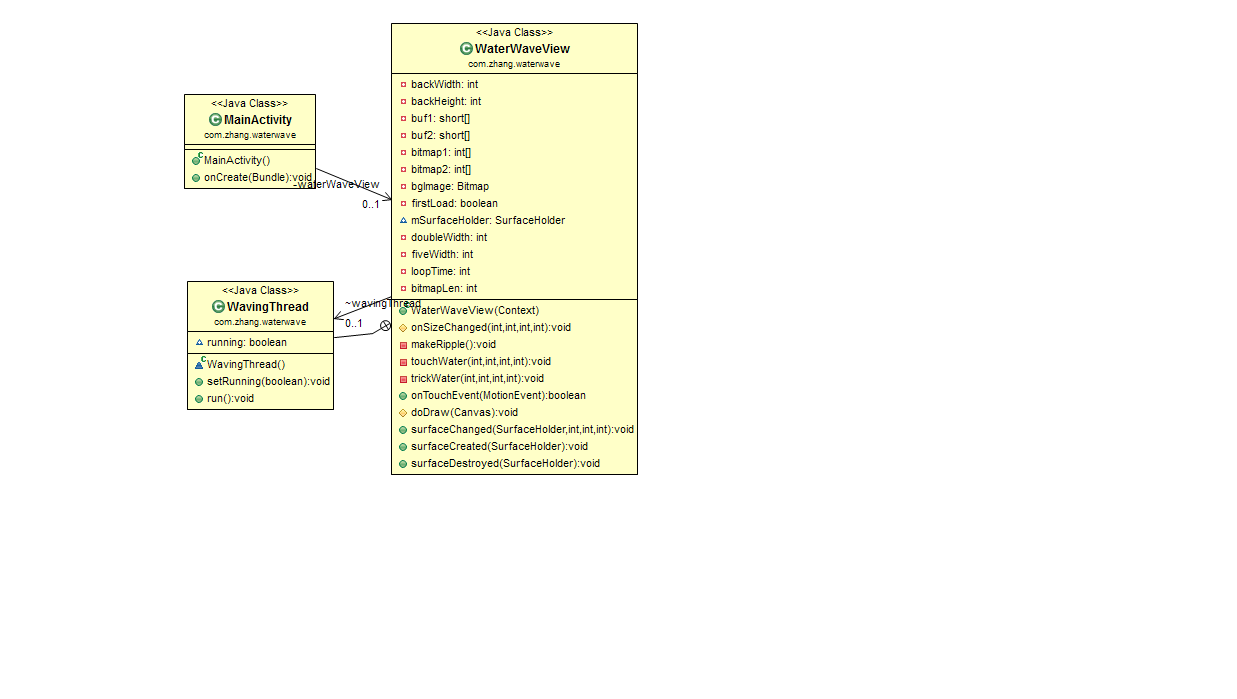 <<Java Class>>
WaterWaveView
com.zhang.waterwave
backWidth: int
backHeight: int
buf1: short[]
buf2: short[]
bitmap1: int[]
bitmap2: int[]
bgImage: Bitmap
firstLoad: boolean
mSurfaceHolder: SurfaceHolder
doubleWidth: int
fiveWidth: int
loopTime: int
bitmapLen: int
WaterWaveView(Context)
onSizeChanged(int,int,int,int):void
makeRipple():void
touchWater(int,int,int,int):void
trickWater(int,int,int,int):void
onTouchEvent(MotionEvent):boolean
doDraw(Canvas):void
surfaceChanged(SurfaceHolder,int,int,int):void
surfaceCreated(SurfaceHolder):void
surfaceDestroyed(SurfaceHolder):void
<<Java Class>>
MainActivity
com.zhang.waterwave
MainActivity()
onCreate(Bundle):void
-waterWaveView
0..1
<<Java Class>>
WavingThread
com.zhang.waterwave
running: boolean
WavingThread()
setRunning(boolean):void
run():void
~wavingThread
0..1